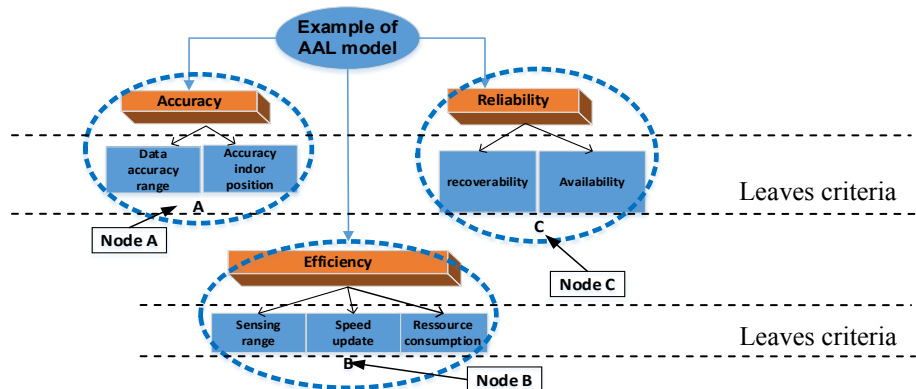 Example of
AAL model
Accuracy
Reliability
Data
accuracy
range
Accuracy
indor
position
recoverability
Availability
Leaves criteria
A
Node A
C
Node C
Efficiency
Sensing
range
Speed
update
Ressource
consumption
Leaves criteria
B
Node B